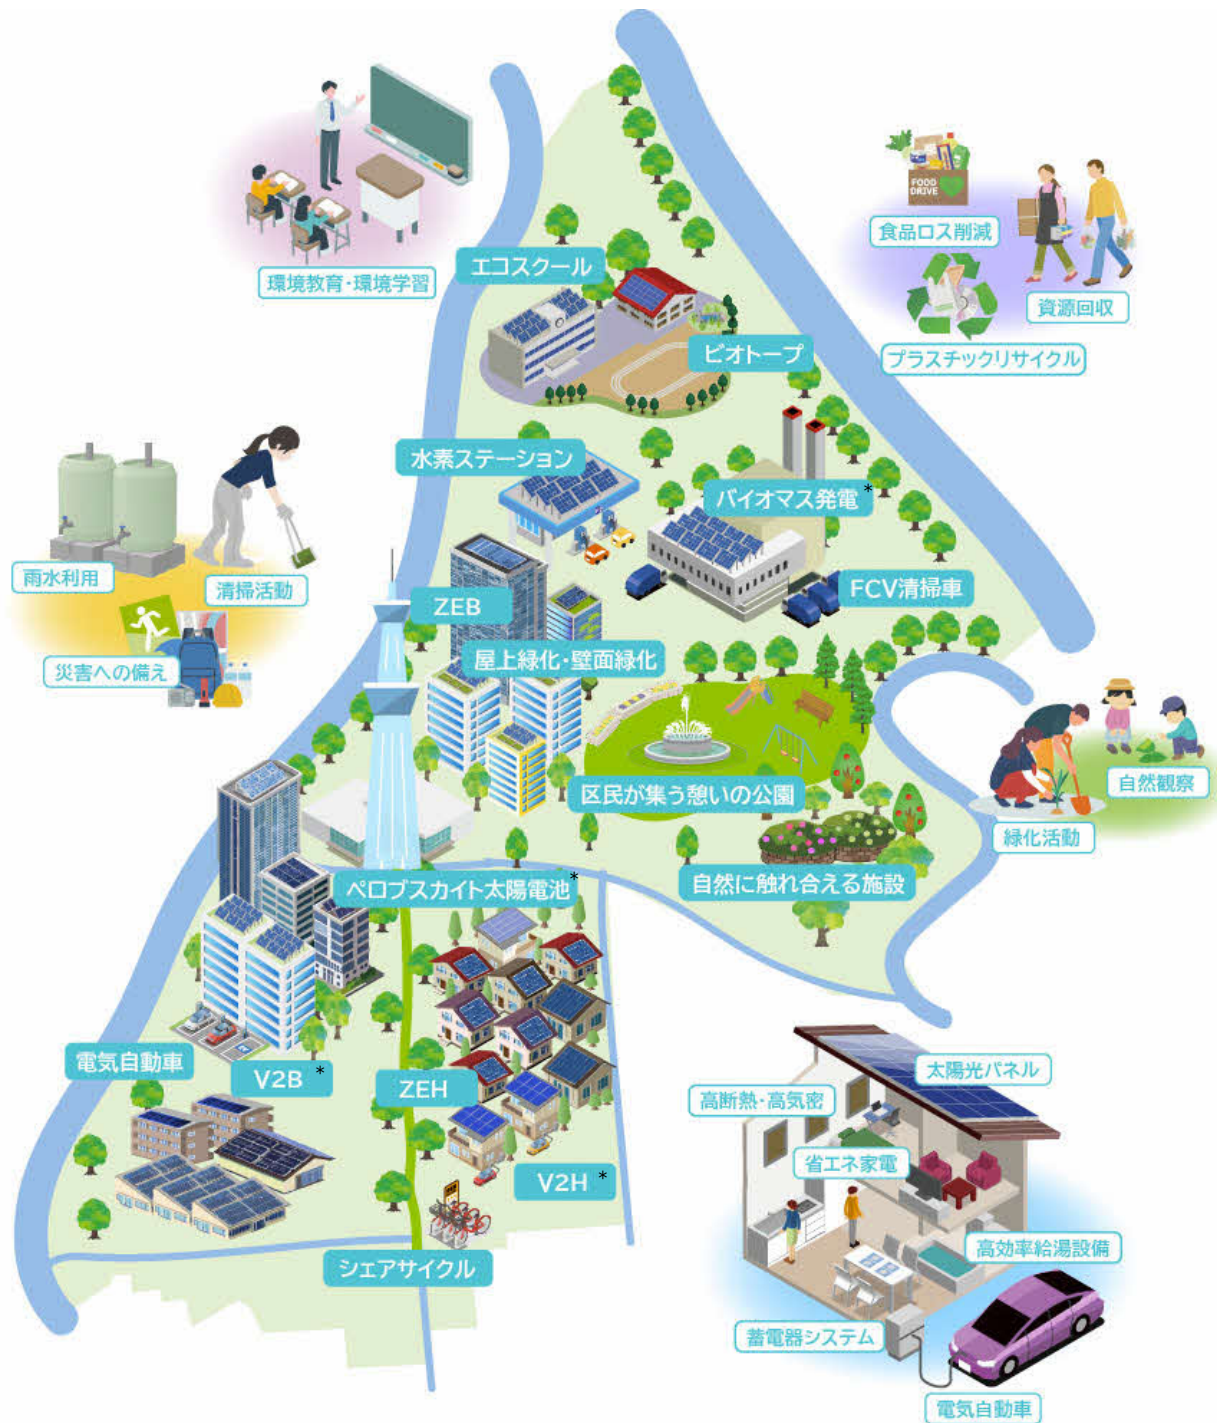 環境教育・環境学習
FOOD
DRIVE
食品ロス削減
資源回収
プラスチックリサイクル
エコスクール
ビオトープ
水素ステーション
バイオマス発電*
FCV清掃車
雨水利用
清掃活動
災害への備え
ZEB
屋上緑化・壁面緑化
区民が集う憩いの公園
自然観察
緑化活動
自然に触れ合える施設
ペロブスカイト太陽電池*
電気自動車
V2B*
ZEH
V2H*
シェアサイクル
太陽光パネル
高断熱・高気密
省エネ家電
高効率給湯設備
蓄電器システム
電気自動車